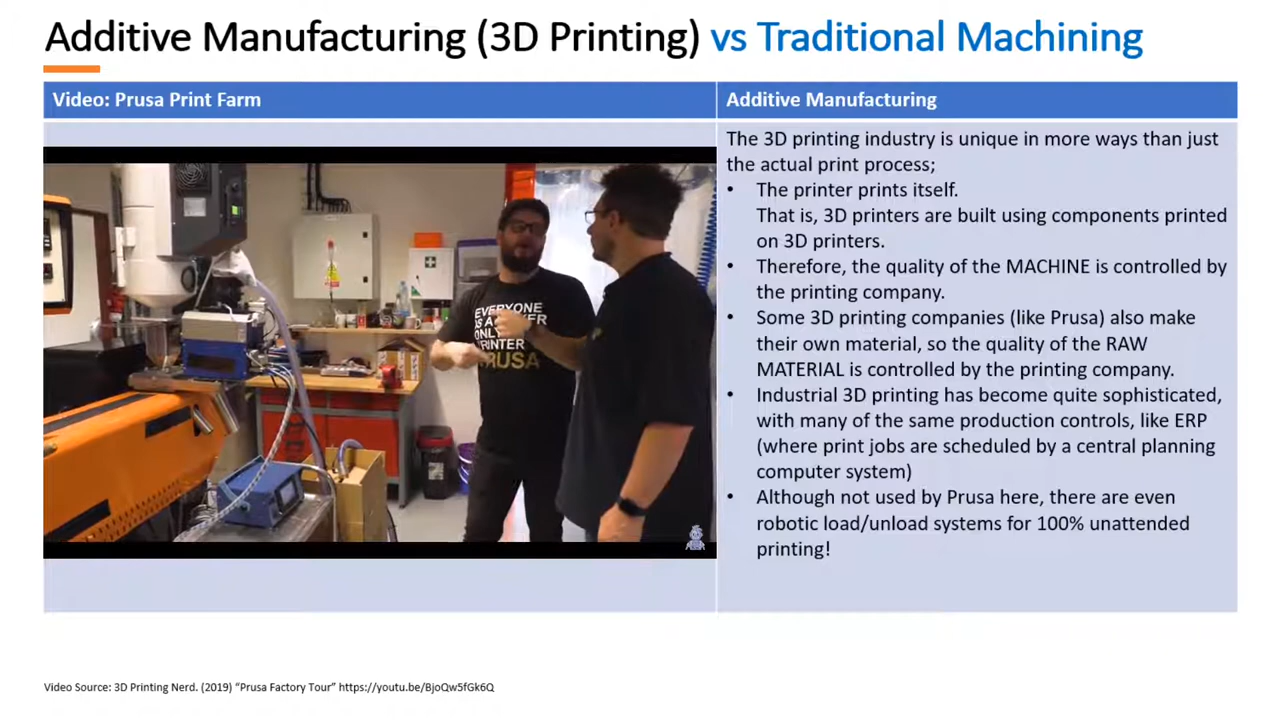 Additive Manufacturing (3D Printing) vs Traditional Machining
Video: Prusa Print Farm
Additive Manufacturing
EVERYONE
IS A
ONLY
PRINTER
PRUSA
The 3D printing industry is unique in more ways than just
the actual print process;
• The printer prints itself.
That is, 3D printers are built using components printed
on 3D printers.
• Therefore, the quality of the MACHINE is controlled by
the printing company.
• Some 3D printing companies (like Prusa) also make
their own material, so the quality of the RAW
MATERIAL is controlled by the printing company.
• Industrial 3D printing has become quite sophisticated,
with many of the same production controls, like ERP
(where print jobs are scheduled by a central planning
computer system)
• Although not used by Prusa here, there are even
robotic load/unload systems for 100% unattended
printing!
Video Source: 3D Printing Nerd. (2019) “Prusa Factory Tour” https://youtu.be/BjoQw5fGk6Q